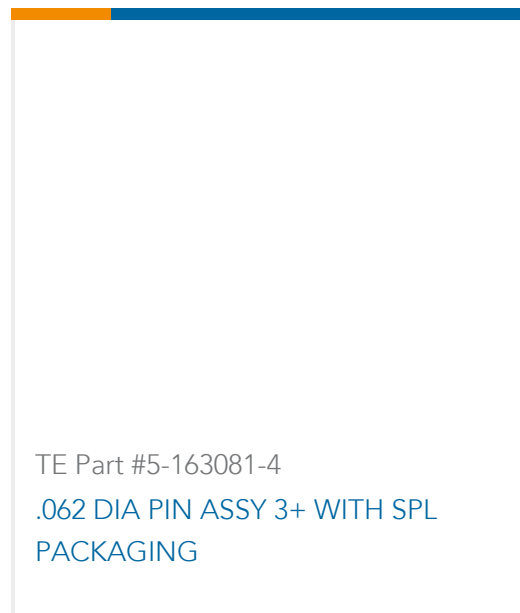 TE Part #5-163081-4
.062 DIA PIN ASSY 3+ WITH SPL
PACKAGING